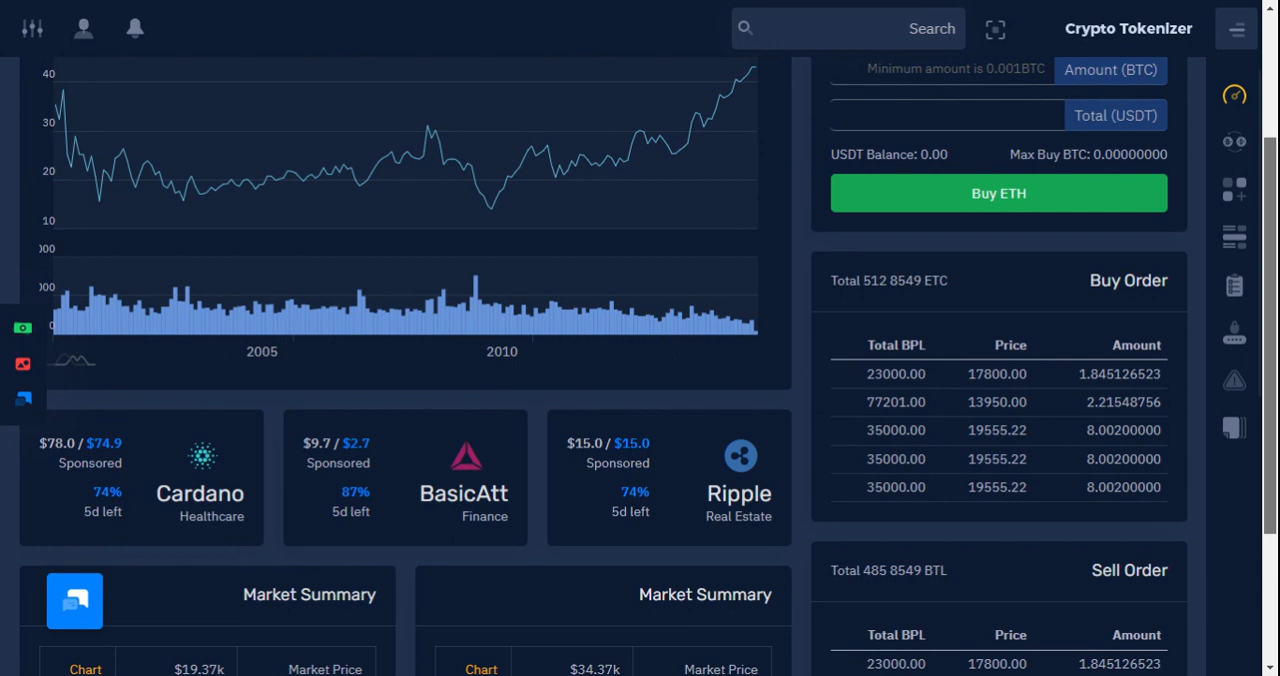 Search
Crypto Tokenizer
40
30
20
10
000
000
0
2005
2010
Minimum amount is 0.001BTC
Amount (BTC)
Total (USDT)
USDT Balance: 0.00
Max Buy BTC: 0.00000000
Buy ETH
Total 512 8549 ETC
Buy Order
Total BPL Price Amount
23000.00 17800.00 1.845126523
77201.00 13950.00 2.21548756
35000.00 19555.22 8.00200000
35000.00 19555.22 8.00200000
35000.00 19555.22 8.00200000
$78.0 / $74.9
Sponsored
74%
5d left
Cardano
Healthcare
$9.7 / $2.7
Sponsored
87%
5d left
BasicAtt
Finance
$15.0 / $15.0
Sponsored
74%
5d left
Ripple
Real Estate
Market Summary
Chart $19.37k Market Price
Market Summary
Chart $34.37k Market Price
Total 485 8549 BTL
Sell Order
Total BPL Price Amount
23000.00 17800.00 1.845126523